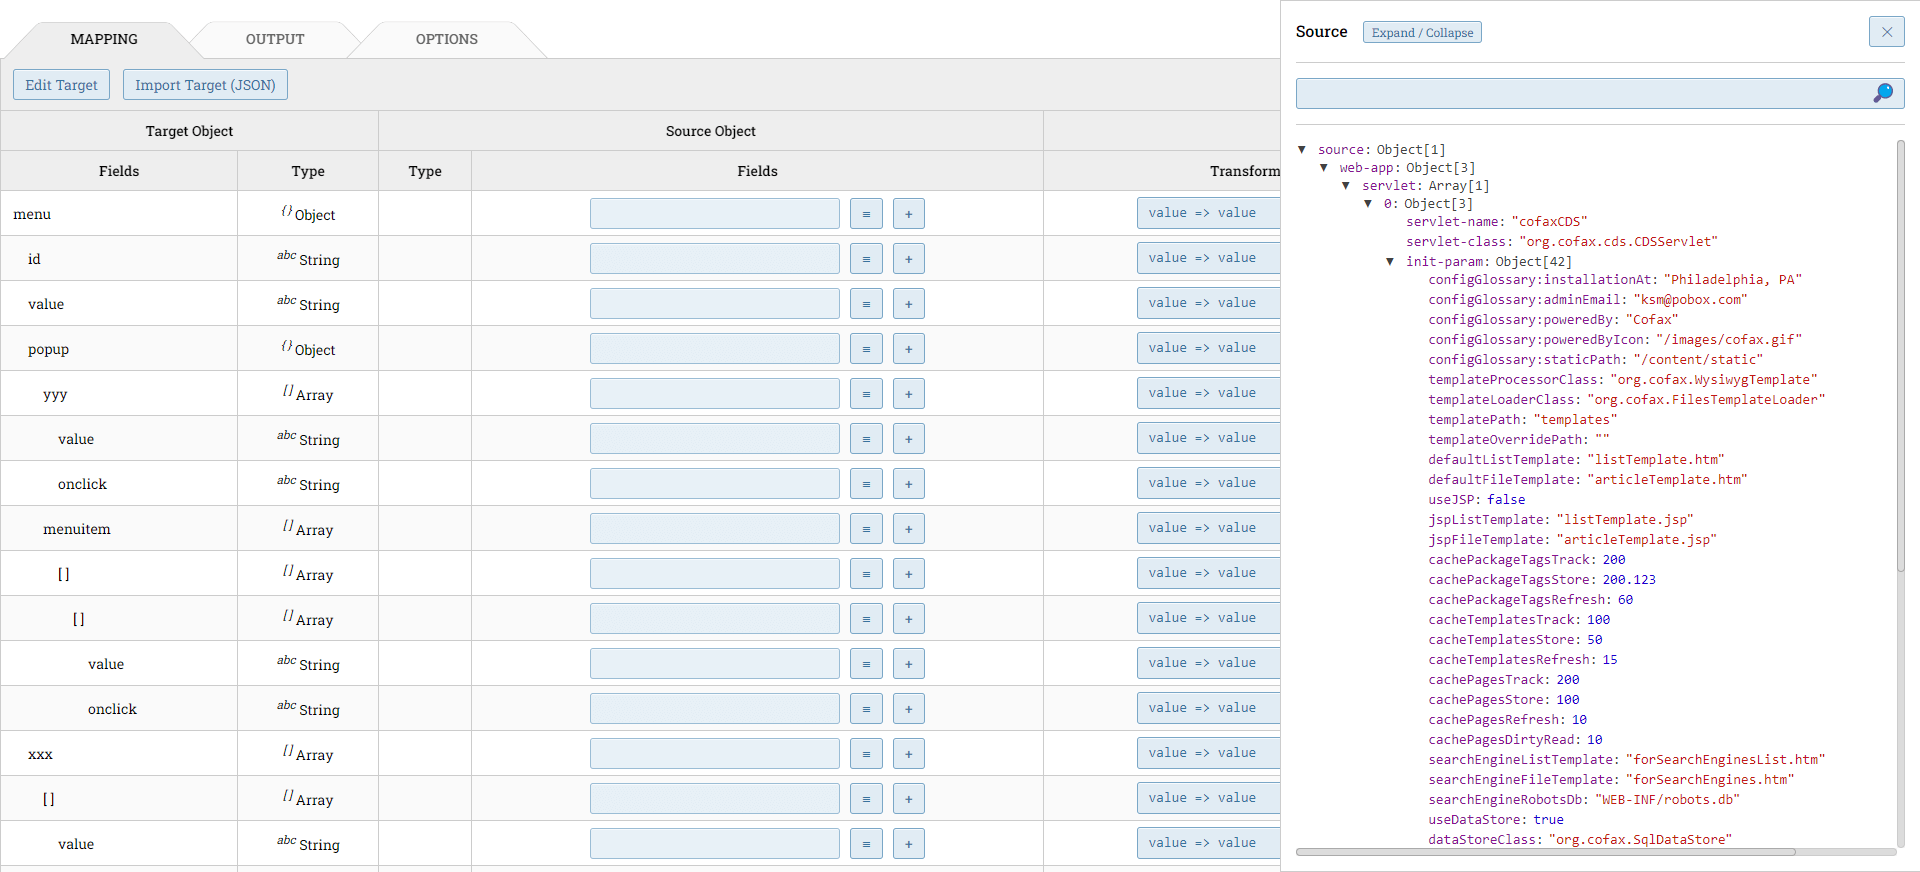 MAPPING OUTPUT OPTIONS
Edit Target Import Target (JSON)
Target Object Source Object
Fields Type Type Fields Transform
menu {} Object ≡ + value => value
id abc String ≡ + value => value
value abc String ≡ + value => value
popup {} Object ≡ + value => value
yyy [] Array ≡ + value => value
value abc String ≡ + value => value
onclick abc String ≡ + value => value
menuitem [] Array ≡ + value => value
[] [] Array ≡ + value => value
[] [] Array ≡ + value => value
value abc String ≡ + value => value
onclick abc String ≡ + value => value
xxx [] Array ≡ + value => value
[] [] Array ≡ + value => value
value abc String ≡ + value => value
Source Expand / Collapse ×
▼ source: Object[1]
▼ web-app: Object[3]
▼ servlet: Array[1]
▼ 0: Object[3]
servlet-name: "cofaxCDS"
servlet-class: "org.cofax.cds.CDSServlet"
▼ init-param: Object[42]
configGlossary:installationAt: "Philadelphia, PA"
configGlossary:adminEmail: "ksm@pobox.com"
configGlossary:poweredBy: "Cofax"
configGlossary:poweredByIcon: "/images/cofax.gif"
configGlossary:staticPath: "/content/static"
templateProcessorClass: "org.cofax.WysiwygTemplate"
templateLoaderClass: "org.cofax.FilesTemplateLoader"
templatePath: "templates"
templateOverridePath: ""
defaultListTemplate: "listTemplate.htm"
defaultFileTemplate: "articleTemplate.htm"
useJSP: false
jspListTemplate: "listTemplate.jsp"
jspFileTemplate: "articleTemplate.jsp"
cachePackageTagsTrack: 200
cachePackageTagsStore: 200.123
cachePackageTagsRefresh: 60
cacheTemplatesTrack: 100
cacheTemplatesStore: 50
cacheTemplatesRefresh: 15
cachePagesTrack: 200
cachePagesStore: 100
cachePagesRefresh: 10
cachePagesDirtyRead: 10
searchEngineListTemplate: "forSearchEnginesList.htm"
searchEngineFileTemplate: "forSearchEngines.htm"
searchEngineRobotsDb: "WEB-INF/robots.db"
useDataStore: true
dataStoreClass: "org.cofax.SqlDataStore"